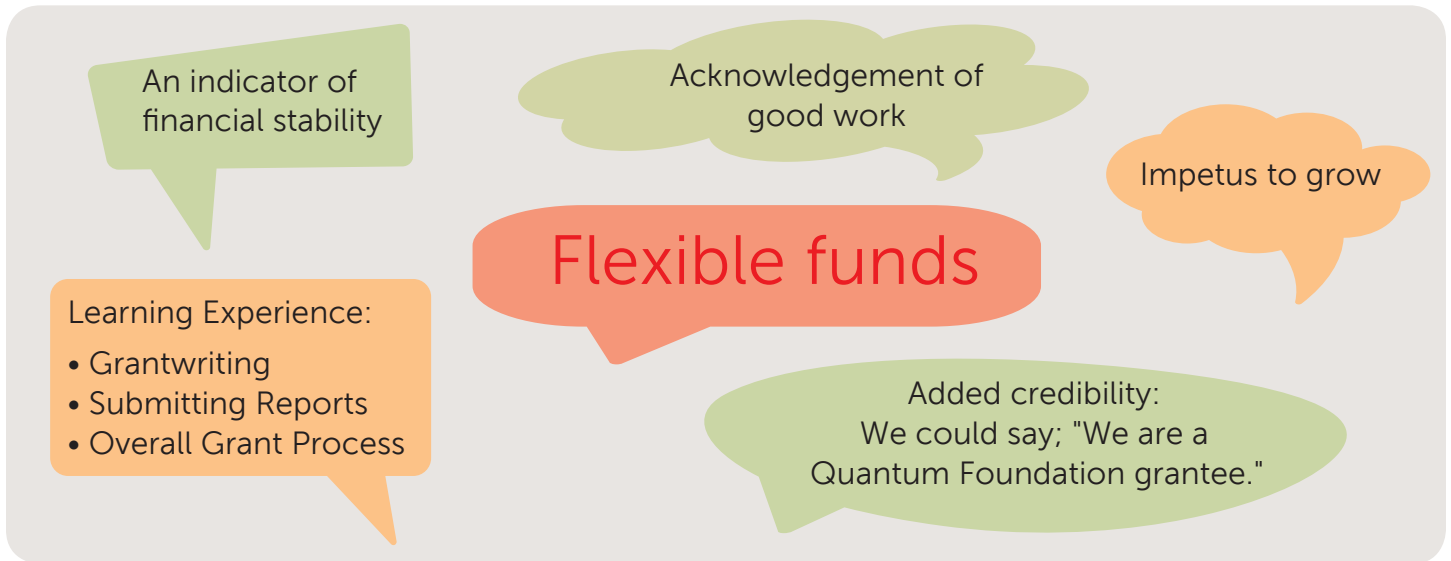 An indicator of
financial stability
Acknowledgement of
good work
Impetus to grow
Flexible funds
Learning Experience:
• Grantwriting
• Submitting Reports
• Overall Grant Process
Added credibility:
We could say; "We are a
Quantum Foundation grantee."